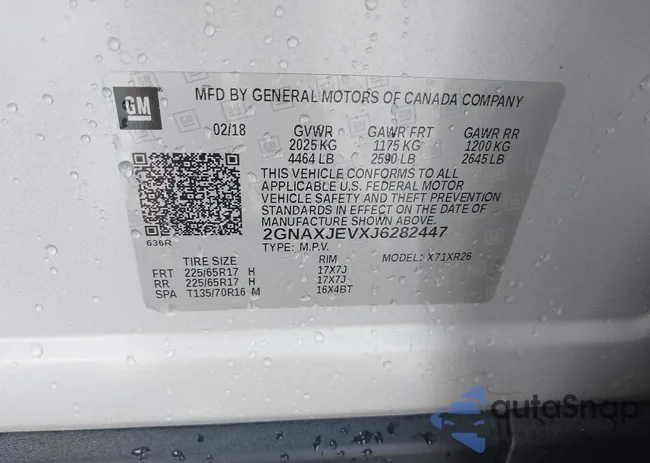 GM
MFD BY GENERAL MOTORS OF CANADA COMPANY
02/18 GVWR GAWR FRT GAWR RR
2025 KG 1175 KG 1200 KG
4464 LB 2590 LB 2645 LB
THIS VEHICLE CONFORMS TO ALL
APPLICABLE U.S. FEDERAL MOTOR
VEHICLE SAFETY AND THEFT PREVENTION
STANDARDS IN EFFECT ON THE DATE OF
MANUFACTURE SHOWN ABOVE.
2GNAXJEVXJ6282447
636R
TYPE: M.P.V. MODEL: X71XR26
TIRE SIZE RIM
FRT 225/65R17 H 17X7J
RR 225/65R17 H 17X7J
SPA T135/70R16 M 16X4BT
autoSnap